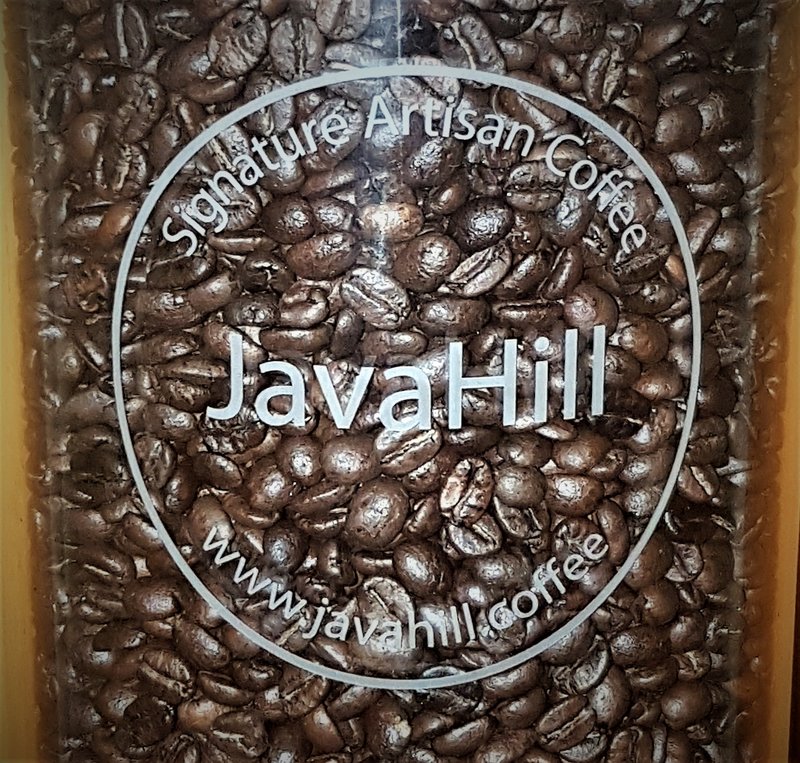 Signature Artisan Coffee
JavaHill
www.javahill.coffee